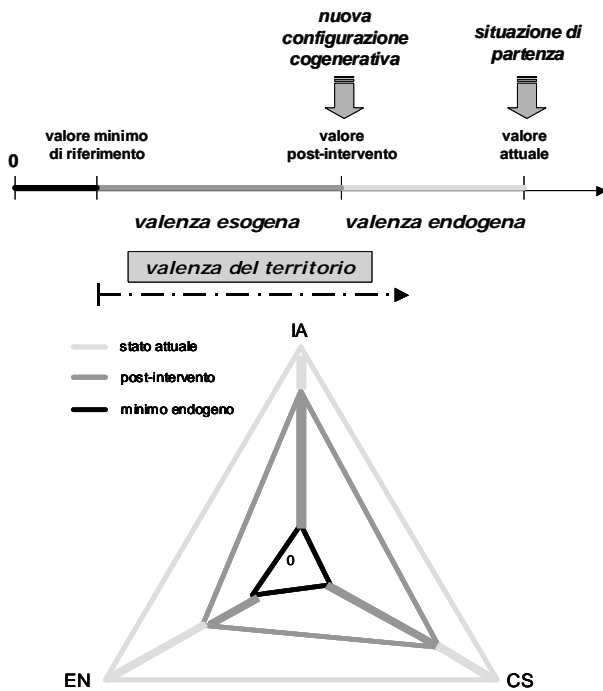 nuova
configurazione
cogenerativa
situazione di
partenza
valore minimo
di riferimento
valore
post-intervento
valore
attuale
0
valenza esogena
valenza endogena
valenza del territorio
IA
stato attuale
post-intervento
minimo endogeno
0
EN
CS